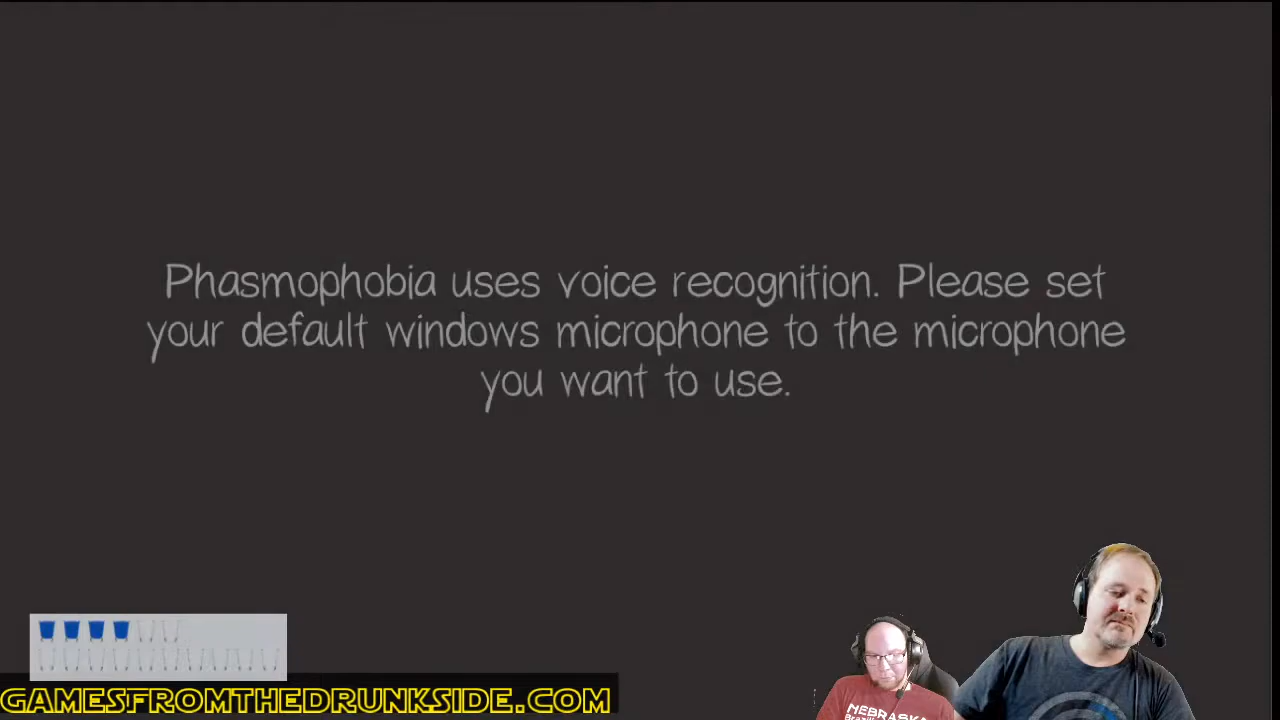 Phasmophobia uses voice recognition. Please set
your default windows microphone to the microphone
you want to use.
GAMESFROMTHEDRUNKSIDE.COM
NEBRASKA